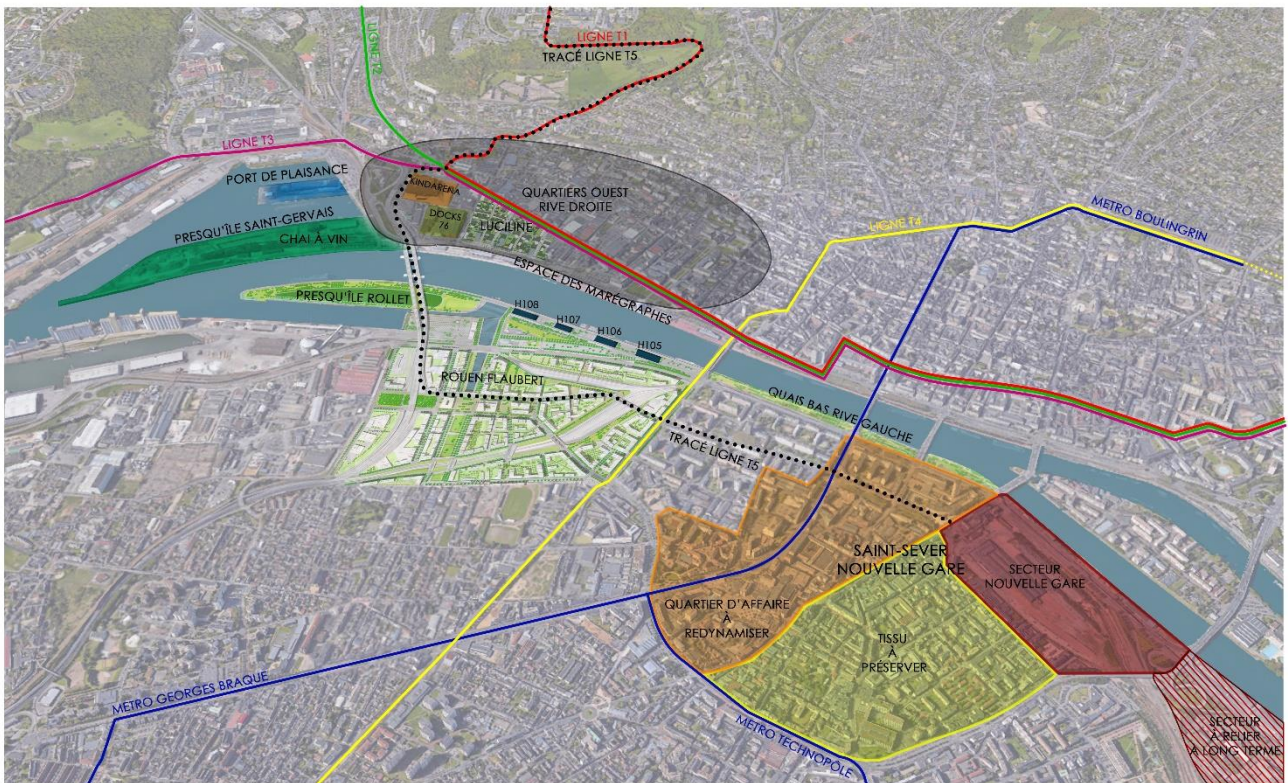 LIGNE T1
TRACÉ LIGNE T5
LIGNE T2
LIGNE T3
PORT DE PLAISANCE
KINDARENA
QUARTIERS OUEST
RIVE DROITE
DOCKS
76
LUCILINE
PRESQU'ÎLE SAINT-GERVAIS
CHAI À VIN
METRO BOULINGRIN
LIGNE T4
ESPACE DES MARÉGRAPHES
PRESQU'ÎLE ROLLET
H108
H107
H106
H105
ROUEN FLAUBERT
QUAIS BAS RIVE GAUCHE
TRACÉ LIGNE T5
SAINT-SEVER
NOUVELLE GARE
SECTEUR
NOUVELLE GARE
QUARTIER D'AFFAIRE
À
REDYNAMISER
TISSU
À
PRÉSERVER
METRO GEORGES BRAQUE
METRO TECHNOPÔLE
SECTEUR
À RELIER
À LONG TERME